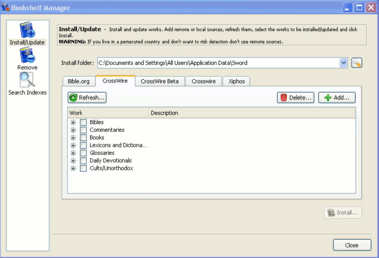 Bookshelf Manager
Install/Update
Remove
Search Indexes
Install/Update - Install and update works. Add remote or local sources, refresh them, select the works to be installed/updated and click
Install.
WARNING: If you live in a persecuted country and don't want to risk detection don't use remote sources.
Install folder: C:\Documents and Settings\All Users\Application Data\Sword
Bible.org CrossWire CrossWire Beta Crosswire Xiphos
Refresh... Delete... Add...
Work Description
Bibles
Commentaries
Books
Lexicons and Dictiona...
Glossaries
Daily Devotionals
Cults/Unorthodox
Install...
Close